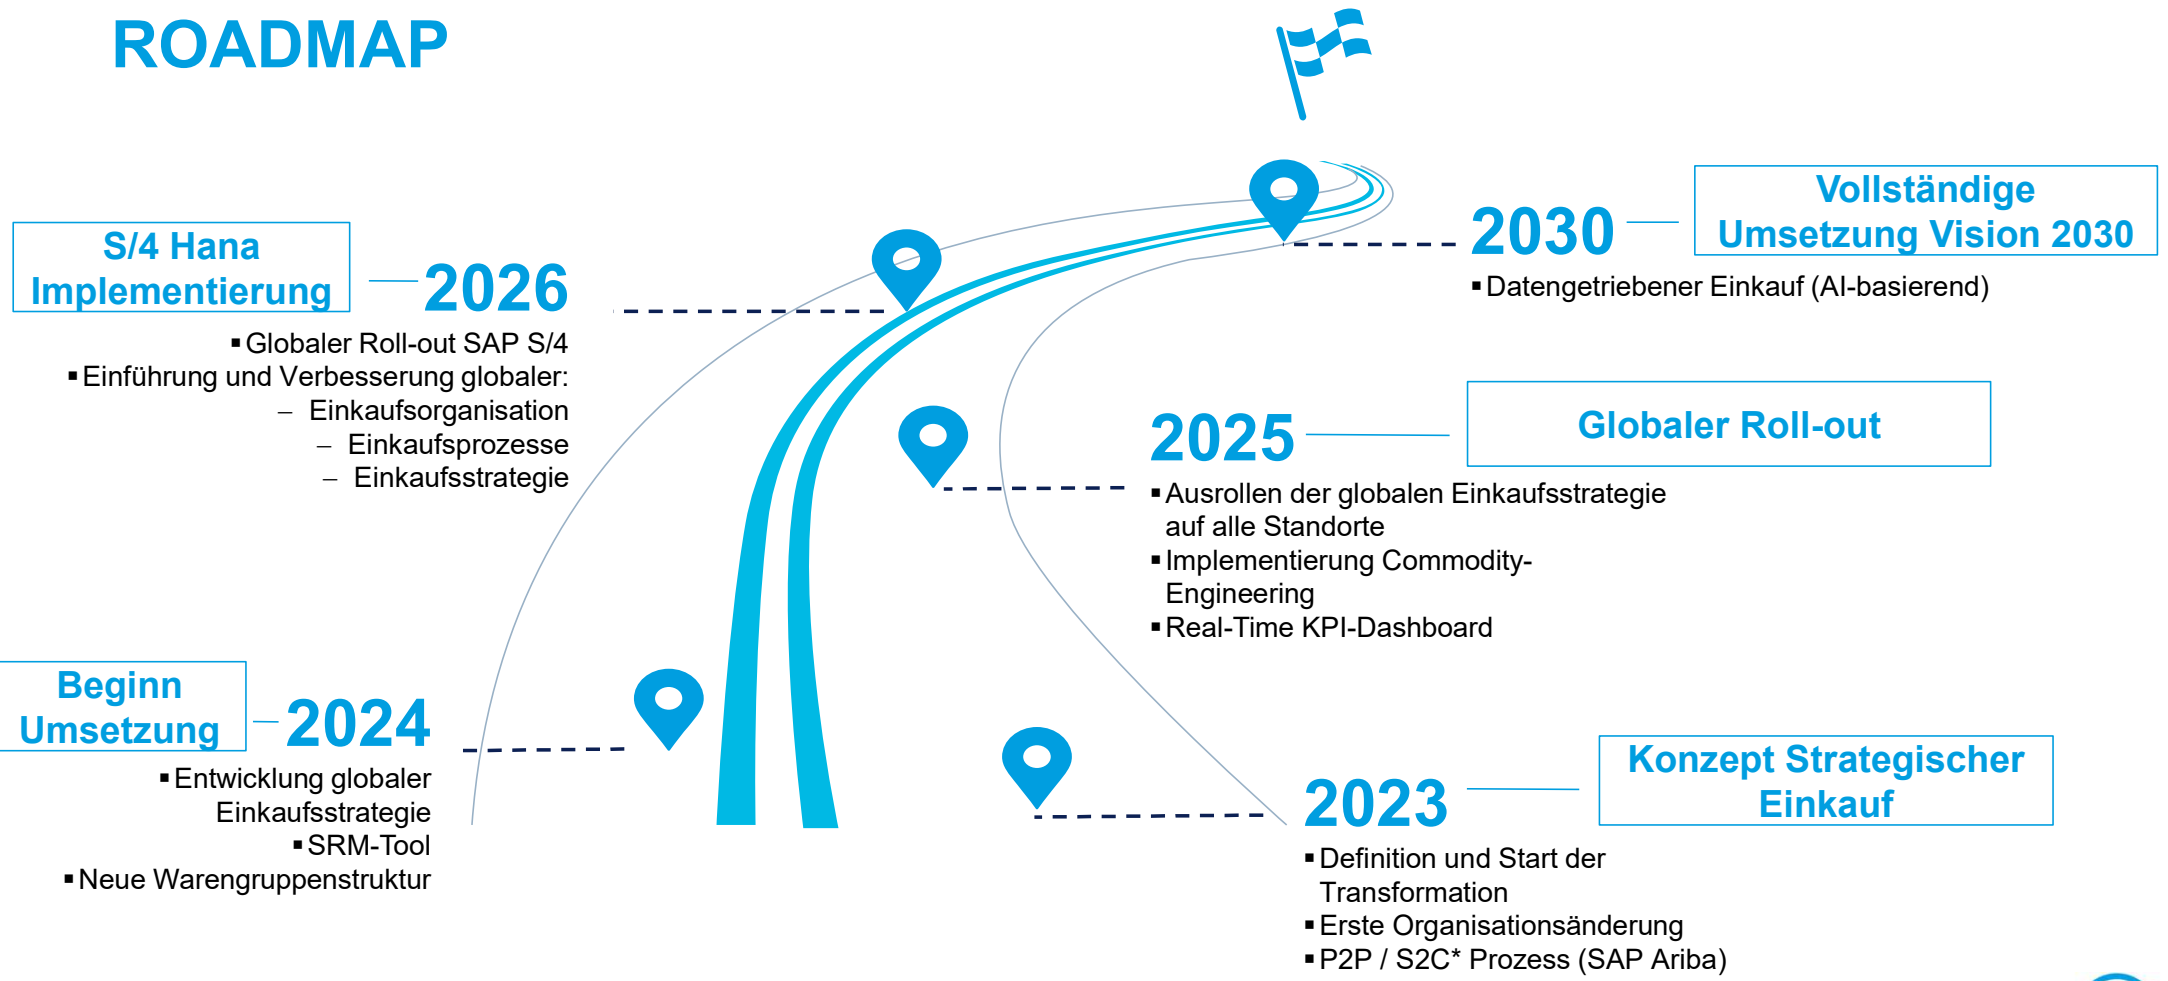 ROADMAP
S/4 Hana
Implementierung
2026
▪ Globaler Roll-out SAP S/4
▪ Einführung und Verbesserung globaler:
– Einkaufsorganisation
– Einkaufsprozesse
– Einkaufsstrategie
2030
Vollständige
Umsetzung Vision 2030
▪ Datengetriebener Einkauf (AI-basierend)
2025
Globaler Roll-out
▪ Ausrollen der globalen Einkaufsstrategie
auf alle Standorte
▪ Implementierung Commodity-
Engineering
▪ Real-Time KPI-Dashboard
Beginn
Umsetzung
2024
▪ Entwicklung globaler
Einkaufsstrategie
▪ SRM-Tool
▪ Neue Warengruppenstruktur
2023
Konzept Strategischer
Einkauf
▪ Definition und Start der
Transformation
▪ Erste Organisationsänderung
▪ P2P / S2C* Prozess (SAP Ariba)